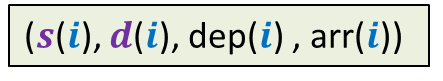 (s(i), d(i), dep(i) , arr(i))